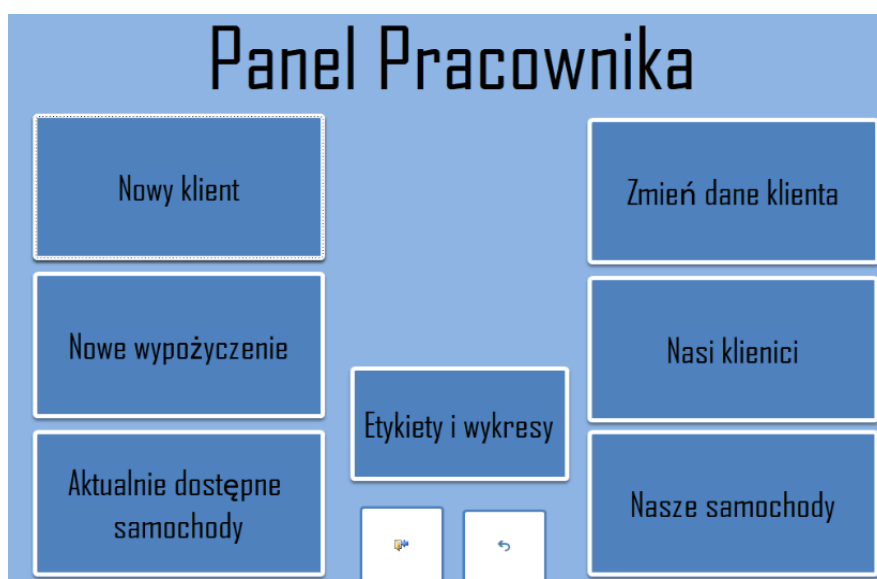 Panel Pracownika
Nowy klient
Zmień dane klienta
Nowe wypożyczenie
Nasi klienici
Etykiety i wykresy
Aktualnie dostępne
samochody
Nasze samochody